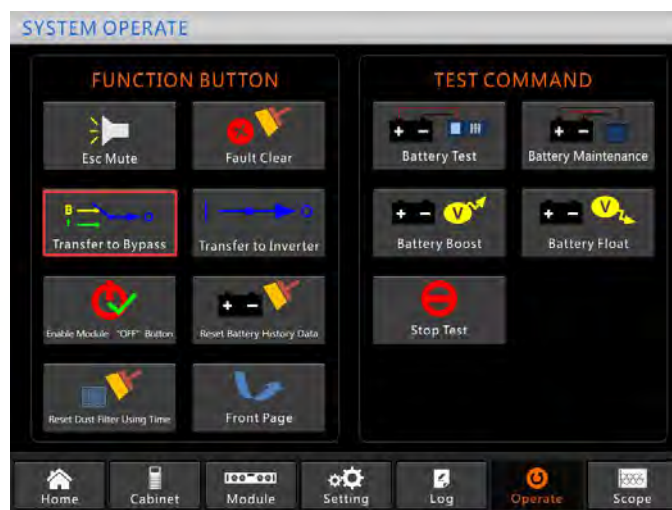 SYSTEM OPERATE
FUNCTION BUTTON
Esc Mute
Fault Clear
B
I
Transfer to Bypass
Transfer to Inverter
Enable Module "OFF" Button
Reset Battery History Data
Reset Dust Filter Using Time
Front Page
TEST COMMAND
Battery Test
Battery Maintenance
V
Battery Boost
V
Battery Float
Stop Test
Home
Cabinet
Module
Setting
Log
Operate
Scope